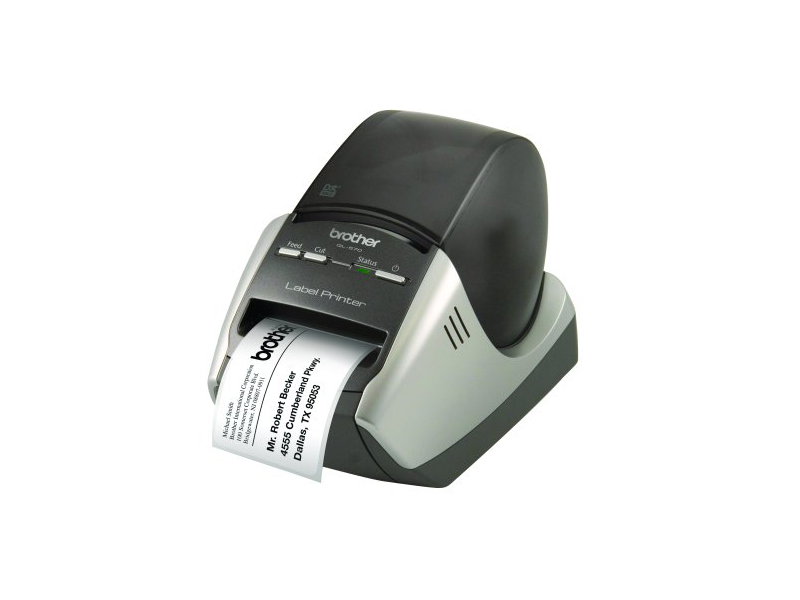 brother
QL-570
Feed
Cut
Status
Label Printer
brother
Michael Smith
Brother International Corporation
100 Somerset Corporate Blvd.
Bridgewater, NJ 08807-0911
Mr. Robert Becker
4555 Cumberland Pkwy.
Dallas, TX 95053